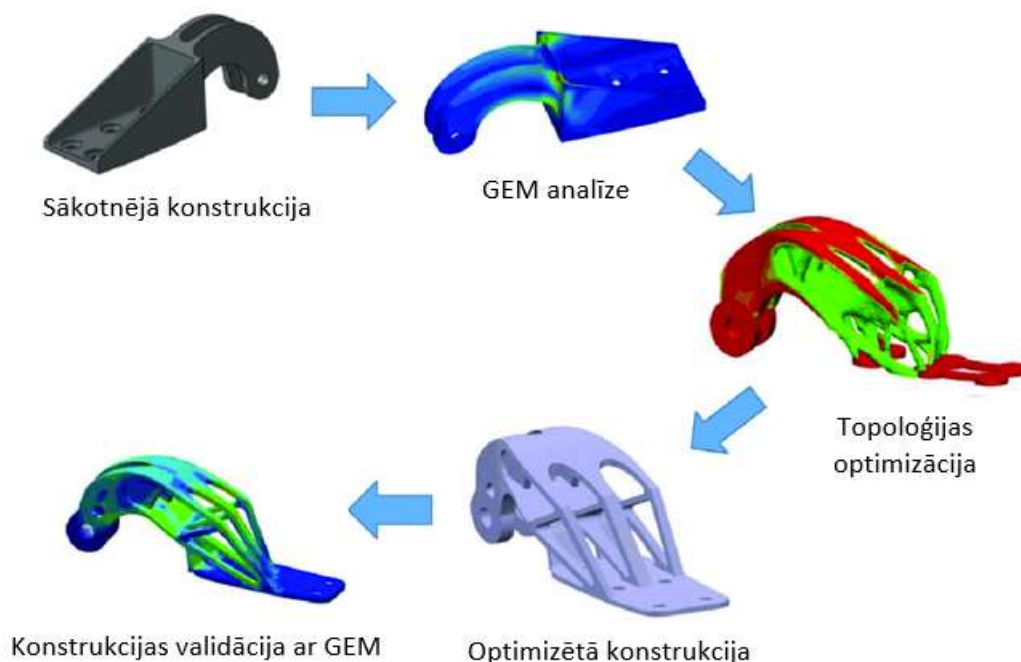 Sākotnējā konstrukcija
GEM analīze
Topoloģijas
optimizācija
Optimizētā konstrukcija
Konstrukcijas validācija ar GEM